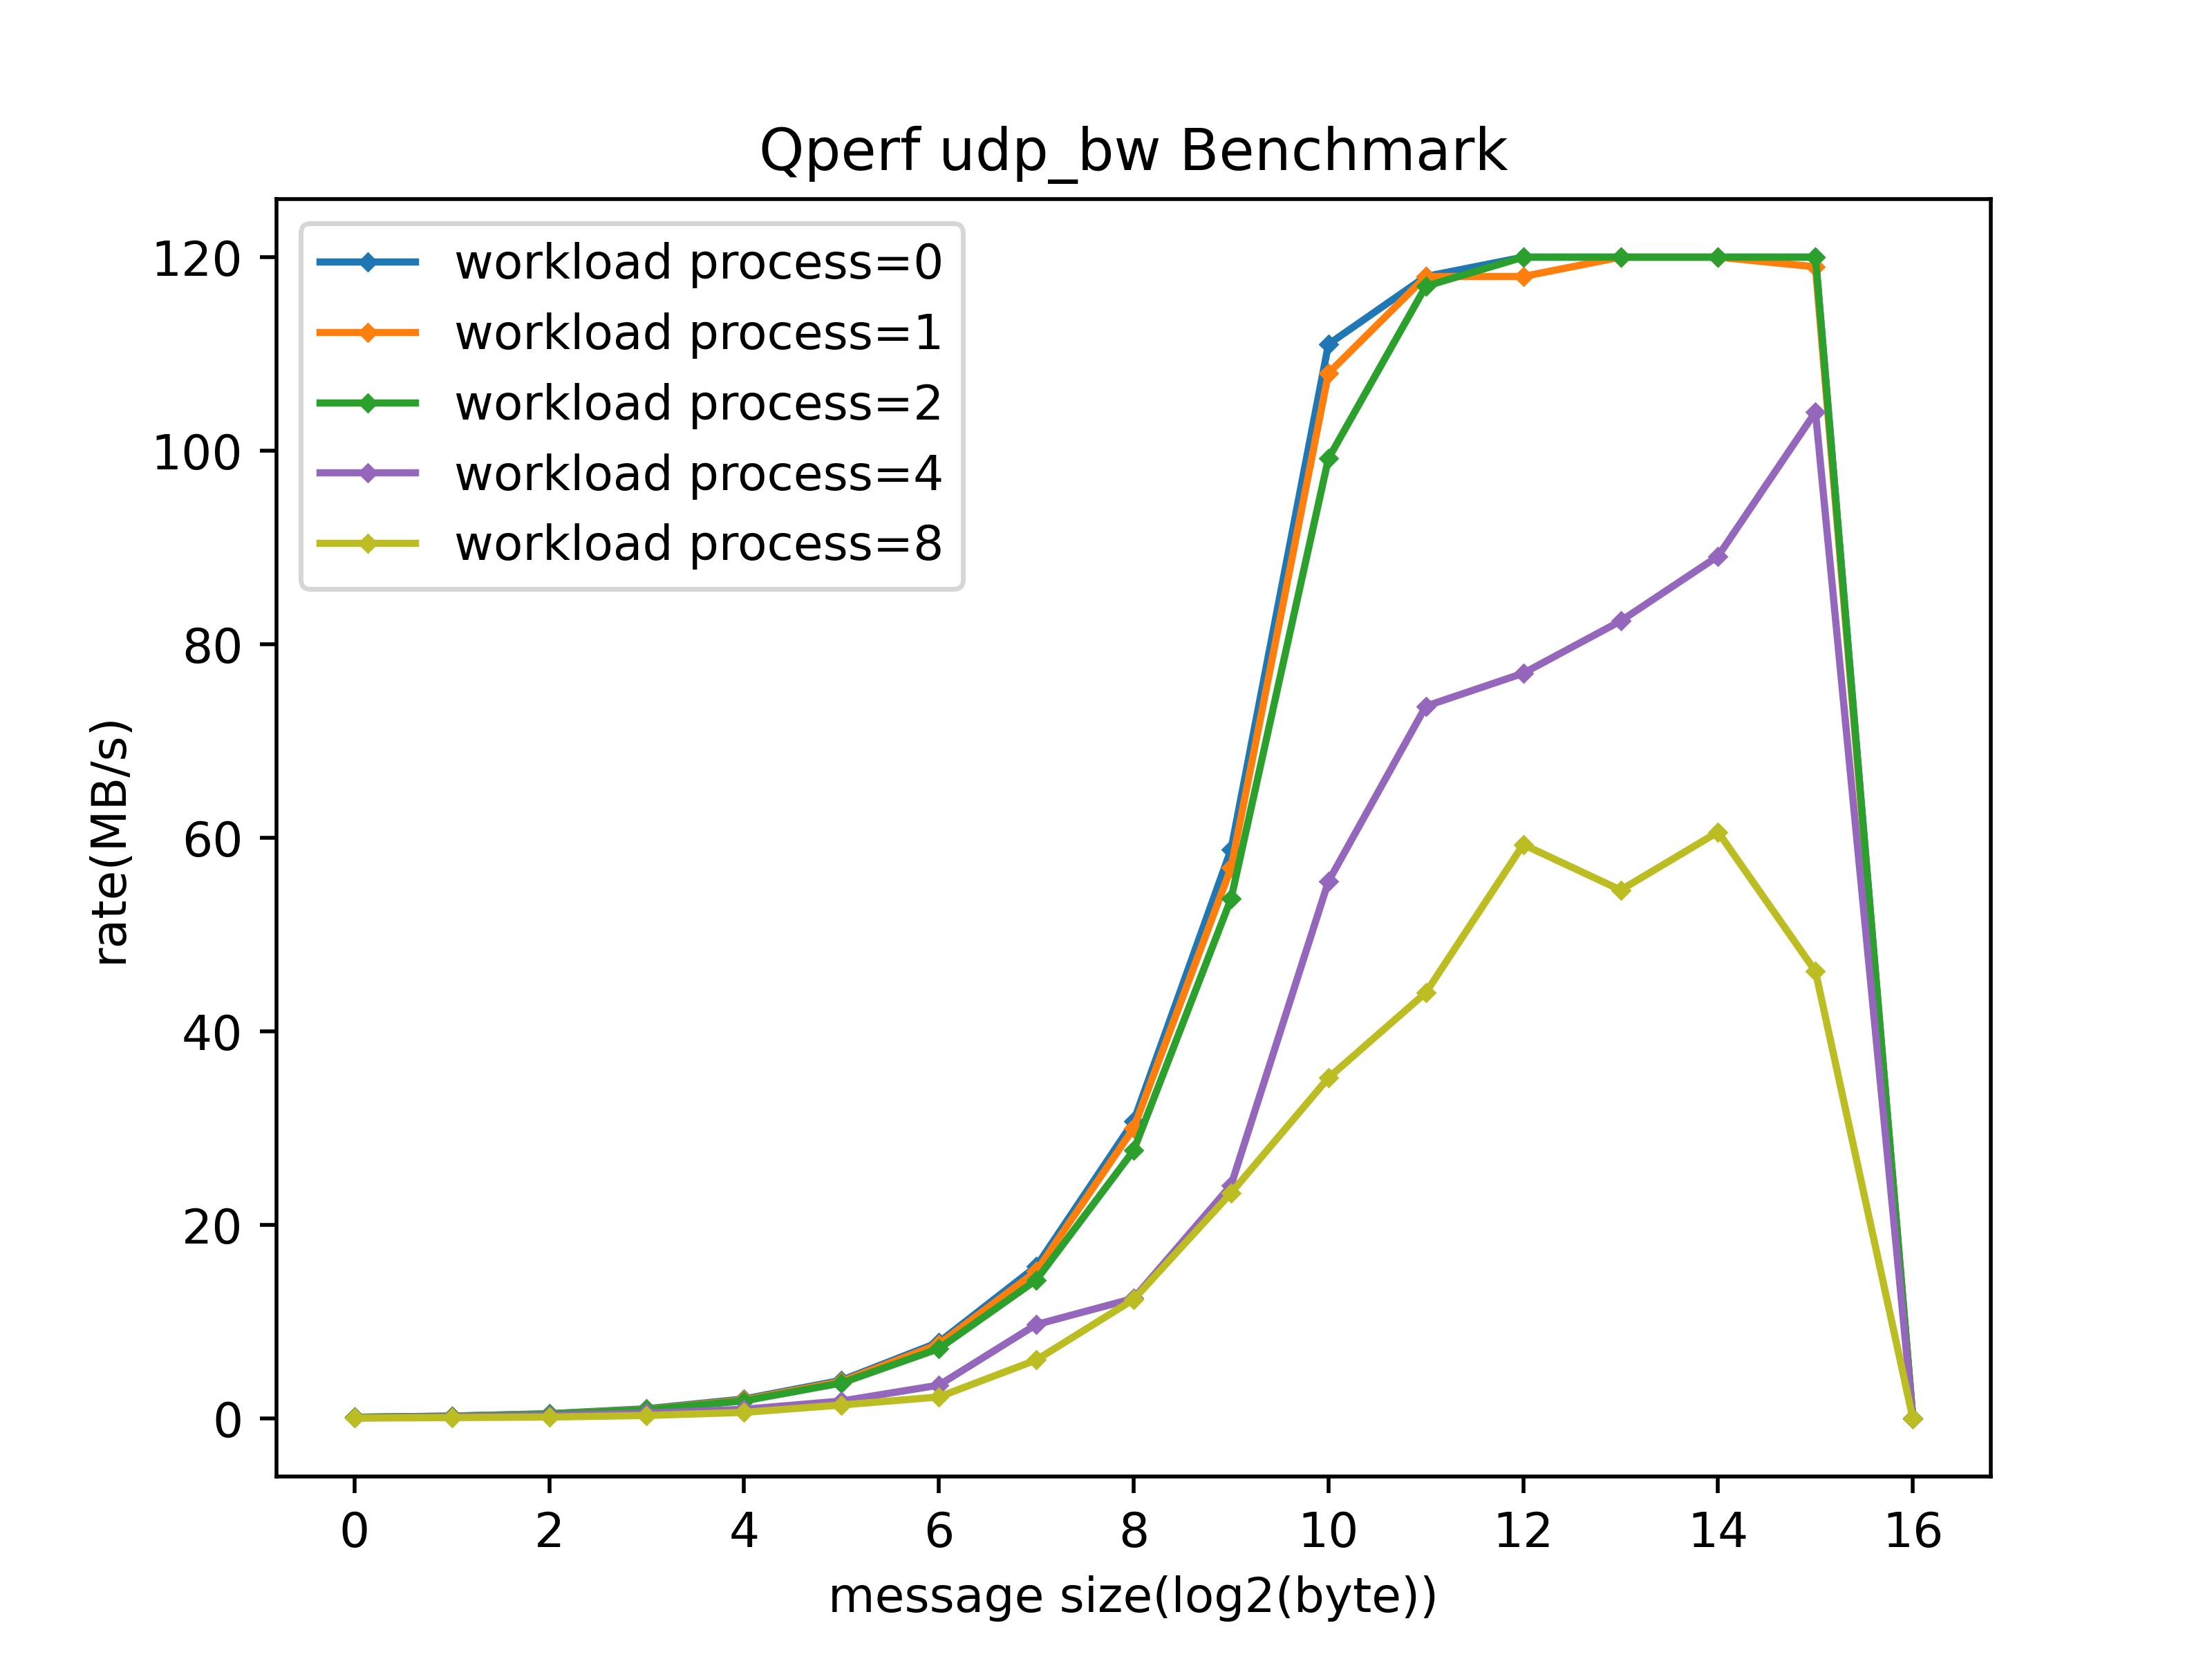 Qperf udp_bw Benchmark
workload process=0
workload process=1
workload process=2
workload process=4
workload process=8
120
100
80
60
40
20
0
rate(MB/s)
0 2 4 6 8 10 12 14 16
message size(log2(byte))